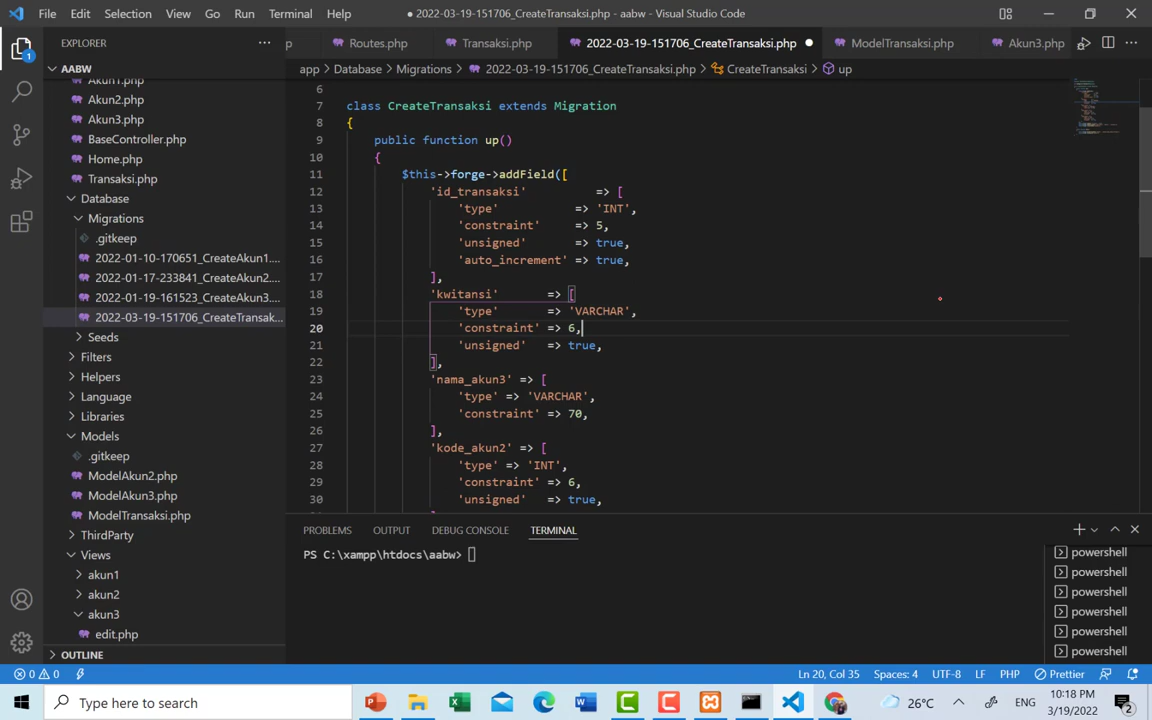 File Edit Selection View Go Run Terminal Help
● 2022-03-19-151706_CreateTransaksi.php - aabw - Visual Studio Code
EXPLORER
p Routes.php Transaksi.php 2022-03-19-151706_CreateTransaksi.php ● ModelTransaksi.php Akun3.php
app > Database > Migrations > 2022-03-19-151706_CreateTransaksi.php > CreateTransaksi > up
AABW
Akun1.php
Akun2.php
Akun3.php
BaseController.php
Home.php
Transaksi.php
Database
Migrations
.gitkeep
2022-01-10-170651_CreateAkun1....
2022-01-17-233841_CreateAkun2....
2022-01-19-161523_CreateAkun3....
2022-03-19-151706_CreateTransak...
Seeds
Filters
Helpers
Language
Libraries
Models
.gitkeep
ModelAkun2.php
ModelAkun3.php
ModelTransaksi.php
ThirdParty
Views
akun1
akun2
akun3
edit.php
OUTLINE
6
7 class CreateTransaksi extends Migration
8 {
9 public function up()
10 {
11 $this->forge->addField([
12 'id_transaksi' => [
13 'type' => 'INT',
14 'constraint' => 5,
15 'unsigned' => true,
16 'auto_increment' => true,
17 ],
18 'kwitansi' => [
19 'type' => 'VARCHAR',
20 'constraint' => 6,
21 'unsigned' => true,
22 ],
23 'nama_akun3' => [
24 'type' => 'VARCHAR',
25 'constraint' => 70,
26 ],
27 'kode_akun2' => [
28 'type' => 'INT',
29 'constraint' => 6,
30 'unsigned' => true,
PROBLEMS OUTPUT DEBUG CONSOLE TERMINAL
PS C:\xampp\htdocs\aabw>
powershell
powershell
powershell
powershell
powershell
powershell
0 0 Ln 20, Col 35 Spaces: 4 UTF-8 LF PHP Prettier
Type here to search
26°C ENG
10:18 PM
3/19/2022
1
2